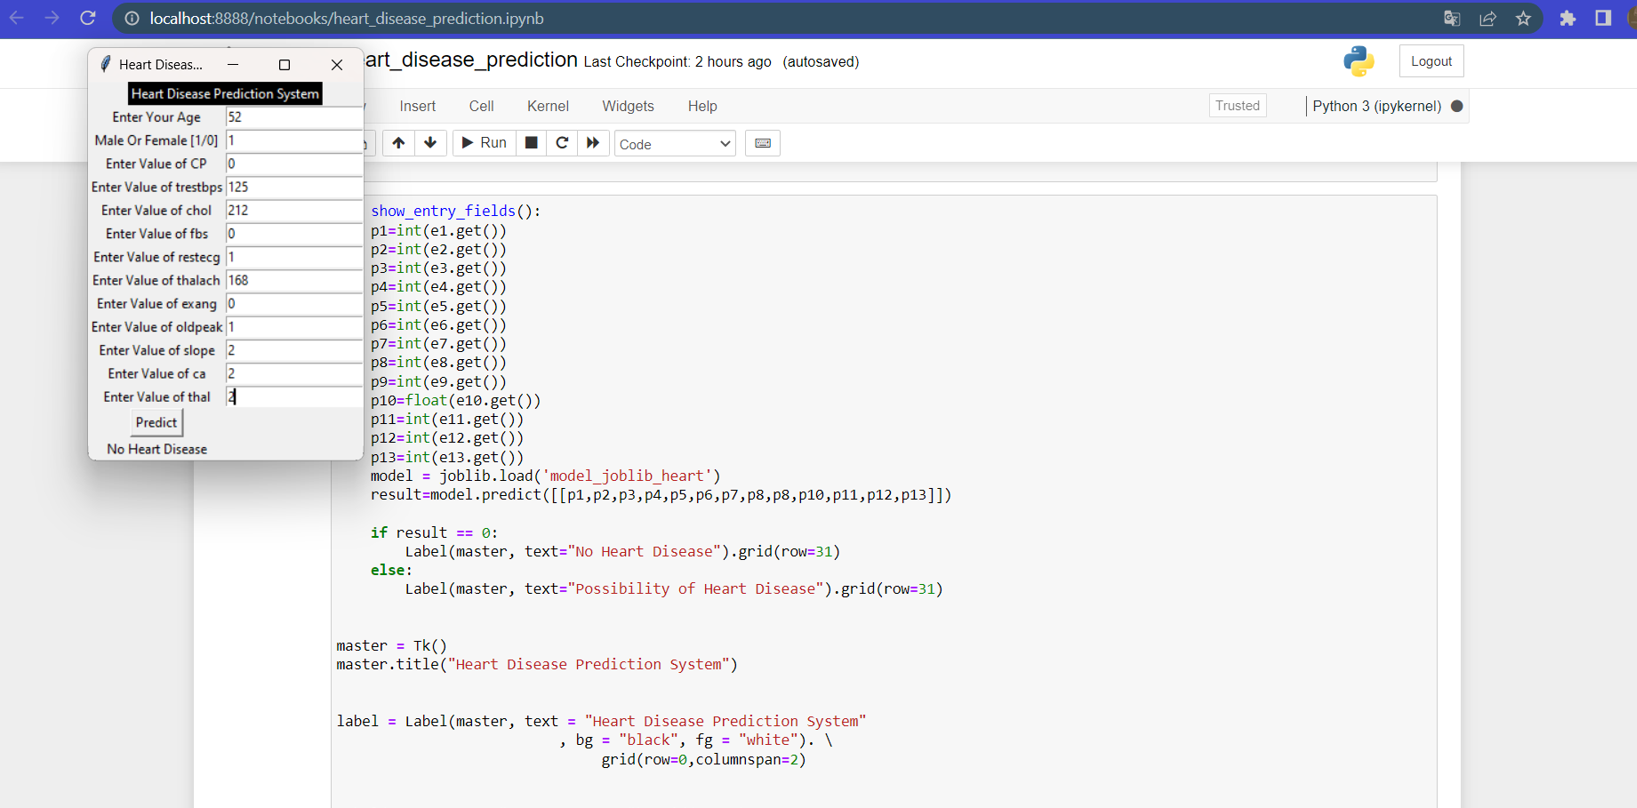 localhost:8888/notebooks/heart_disease_prediction.ipynb
Heart Diseas...
Heart Disease Prediction System
Enter Your Age 52
Male Or Female [1/0] 1
Enter Value of CP 0
Enter Value of trestbps 125
Enter Value of chol 212
Enter Value of fbs 0
Enter Value of restecg 1
Enter Value of thalach 168
Enter Value of exang 0
Enter Value of oldpeak 1
Enter Value of slope 2
Enter Value of ca 2
Enter Value of thal 2
Predict
No Heart Disease
art_disease_prediction Last Checkpoint: 2 hours ago (autosaved)
Logout
Insert Cell Kernel Widgets Help
Trusted Python 3 (ipykernel)
Run Code
show_entry_fields():
p1=int(e1.get())
p2=int(e2.get())
p3=int(e3.get())
p4=int(e4.get())
p5=int(e5.get())
p6=int(e6.get())
p7=int(e7.get())
p8=int(e8.get())
p9=int(e9.get())
p10=float(e10.get())
p11=int(e11.get())
p12=int(e12.get())
p13=int(e13.get())
model = joblib.load('model_joblib_heart')
result=model.predict([[p1,p2,p3,p4,p5,p6,p7,p8,p8,p10,p11,p12,p13]])
if result == 0:
Label(master, text="No Heart Disease").grid(row=31)
else:
Label(master, text="Possibility of Heart Disease").grid(row=31)
master = Tk()
master.title("Heart Disease Prediction System")
label = Label(master, text = "Heart Disease Prediction System"
, bg = "black", fg = "white"). \
grid(row=0,columnspan=2)